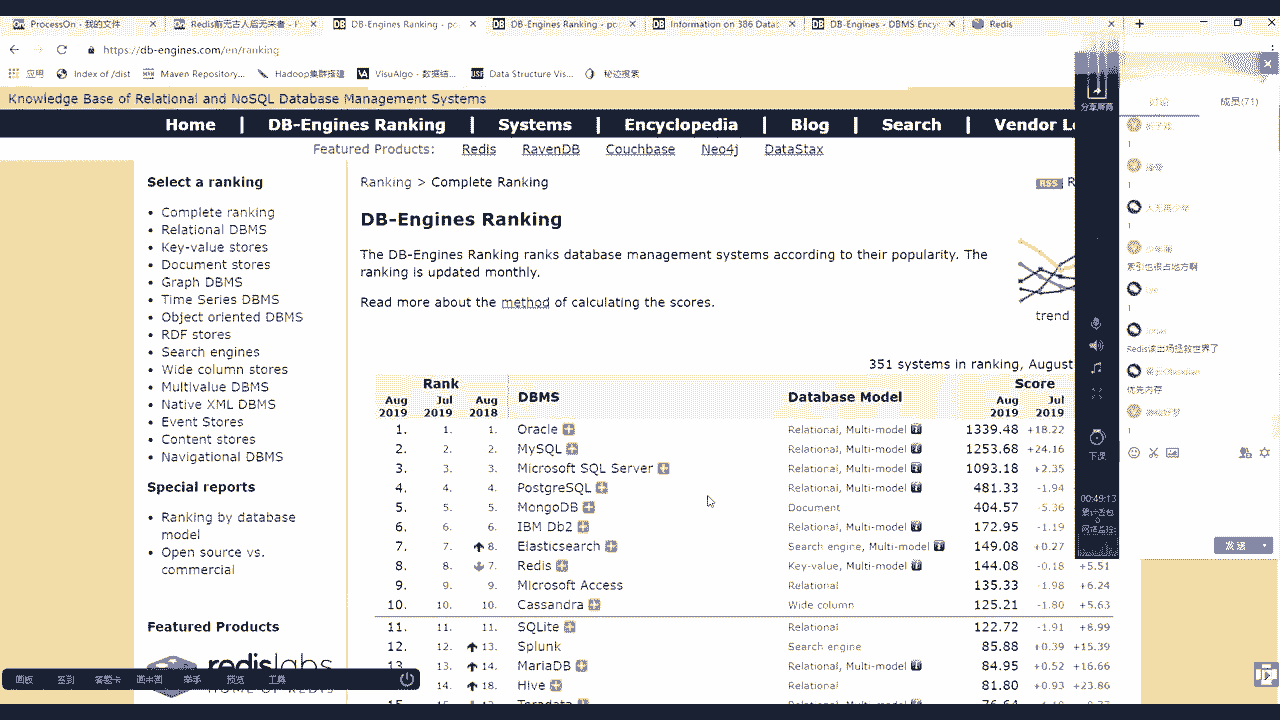 ProcessOn - 我的文件
Redis前无古人后无来者 - P
DB-Engines Ranking - po
DB-Engines Ranking - po
Information on 386 Datab
DB-Engines - DBMS Ency
Redis
https://db-engines.com/en/ranking
应用
Index of /dist
Maven Repository...
Hadoop集群搭建
VisuAlgo - 数据结...
Data Structure Vis...
秘迹搜索
Knowledge Base of Relational and NoSQL Database Management Systems
Home | DB-Engines Ranking | Systems | Encyclopedia | Blog | Search | Vendor Lo
Featured Products: Redis RavenDB Couchbase Neo4j DataStax
Select a ranking
Complete ranking
Relational DBMS
Key-value stores
Document stores
Graph DBMS
Time Series DBMS
Object oriented DBMS
RDF stores
Search engines
Wide column stores
Multivalue DBMS
Native XML DBMS
Event Stores
Content stores
Navigational DBMS
Special reports
Ranking by database
model
Open source vs.
commercial
Featured Products
redislabs
HOME OF REDIS
Ranking > Complete Ranking
RSS R
DB-Engines Ranking
The DB-Engines Ranking ranks database management systems according to their popularity. The
ranking is updated monthly.
Read more about the method of calculating the scores.
trend
351 systems in ranking, August
Rank DBMS Database Model Score
Aug 2019 Jul 2019 Aug 2018 Aug 2019 Jul 2019
1. 1. 1. Oracle Relational, Multi-model 1339.48 +18.22
2. 2. 2. MySQL Relational, Multi-model 1253.68 +24.16
3. 3. 3. Microsoft SQL Server Relational, Multi-model 1093.18 +2.35
4. 4. 4. PostgreSQL Relational, Multi-model 481.33 -1.94
5. 5. 5. MongoDB Document 404.57 -5.36
6. 6. 6. IBM Db2 Relational, Multi-model 172.95 -1.19
7. 7. 8. Elasticsearch Search engine, Multi-model 149.08 +0.27
8. 8. 7. Redis Key-value, Multi-model 144.08 -0.18 +5.51
9. 9. 9. Microsoft Access Relational 135.33 -1.98 +6.24
10. 10. 10. Cassandra Wide column 125.21 -1.80 +5.63
11. 11. 11. SQLite Relational 122.72 -1.91 +8.99
12. 12. 13. Splunk Search engine 85.88 +0.39 +15.39
13. 13. 14. MariaDB Relational, Multi-model 84.95 +0.52 +16.66
14. 18. Hive Relational 81.80 +0.93 +23.86
Teradata
画板
签到
答题卡
画中画
举手
预览
工具
分享屏幕
下课
00:49:13
讨论
成员(71)
1
1
1
索引也很占地方啊
1
Redis该出场拯救世界了
优先内存
发送